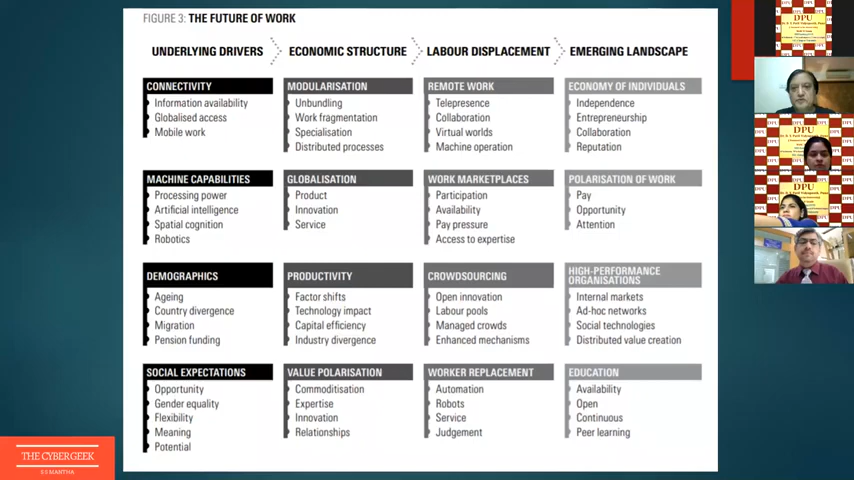 FIGURE 3: THE FUTURE OF WORK
UNDERLYING DRIVERS
ECONOMIC STRUCTURE
LABOUR DISPLACEMENT
EMERGING LANDSCAPE
CONNECTIVITY
Information availability
Globalised access
Mobile work
MODULARISATION
Unbundling
Work fragmentation
Specialisation
Distributed processes
REMOTE WORK
Telepresence
Collaboration
Virtual worlds
Machine operation
ECONOMY OF INDIVIDUALS
Independence
Entrepreneurship
Collaboration
Reputation
MACHINE CAPABILITIES
Processing power
Artificial intelligence
Spatial cognition
Robotics
GLOBALISATION
Product
Innovation
Service
WORK MARKETPLACES
Participation
Availability
Pay pressure
Access to expertise
POLARISATION OF WORK
Pay
Opportunity
Attention
DEMOGRAPHICS
Ageing
Country divergence
Migration
Pension funding
PRODUCTIVITY
Factor shifts
Technology impact
Capital efficiency
Industry divergence
CROWDSOURCING
Open innovation
Labour pools
Managed crowds
Enhanced mechanisms
HIGH-PERFORMANCE
ORGANISATIONS
Internal markets
Ad-hoc networks
Social technologies
Distributed value creation
SOCIAL EXPECTATIONS
Opportunity
Gender equality
Flexibility
Meaning
Potential
VALUE POLARISATION
Commoditisation
Expertise
Innovation
Relationships
WORKER REPLACEMENT
Automation
Robots
Service
Judgement
EDUCATION
Availability
Open
Continuous
Peer learning
THE CYBERGEEK
S S MANTHA
DPU
DPU
DPU